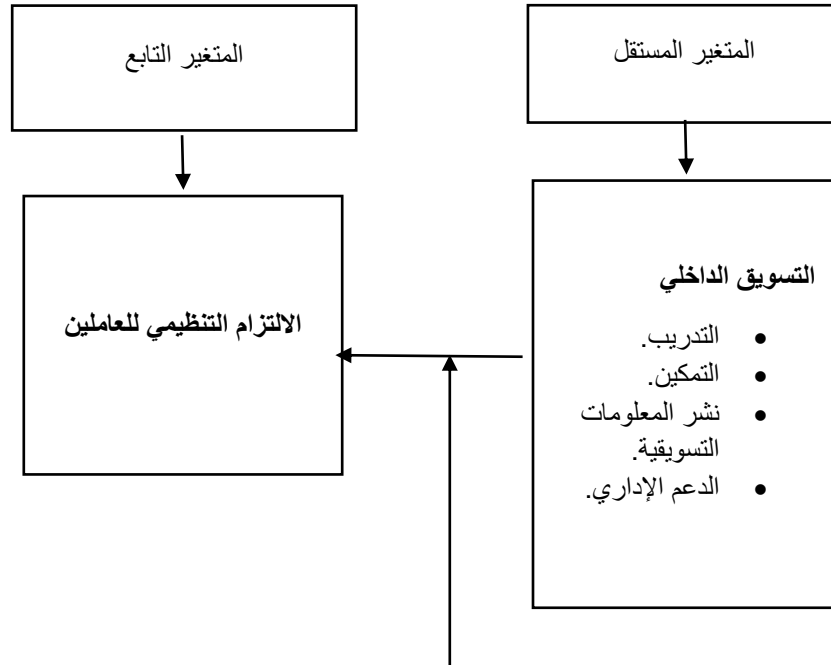 المتغير المستقل
المتغير التابع
التسويق الداخلي
• التدريب.
• التمكين.
• نشر المعلومات
التسويقية.
• الدعم الإداري.
الالتزام التنظيمي للعاملين